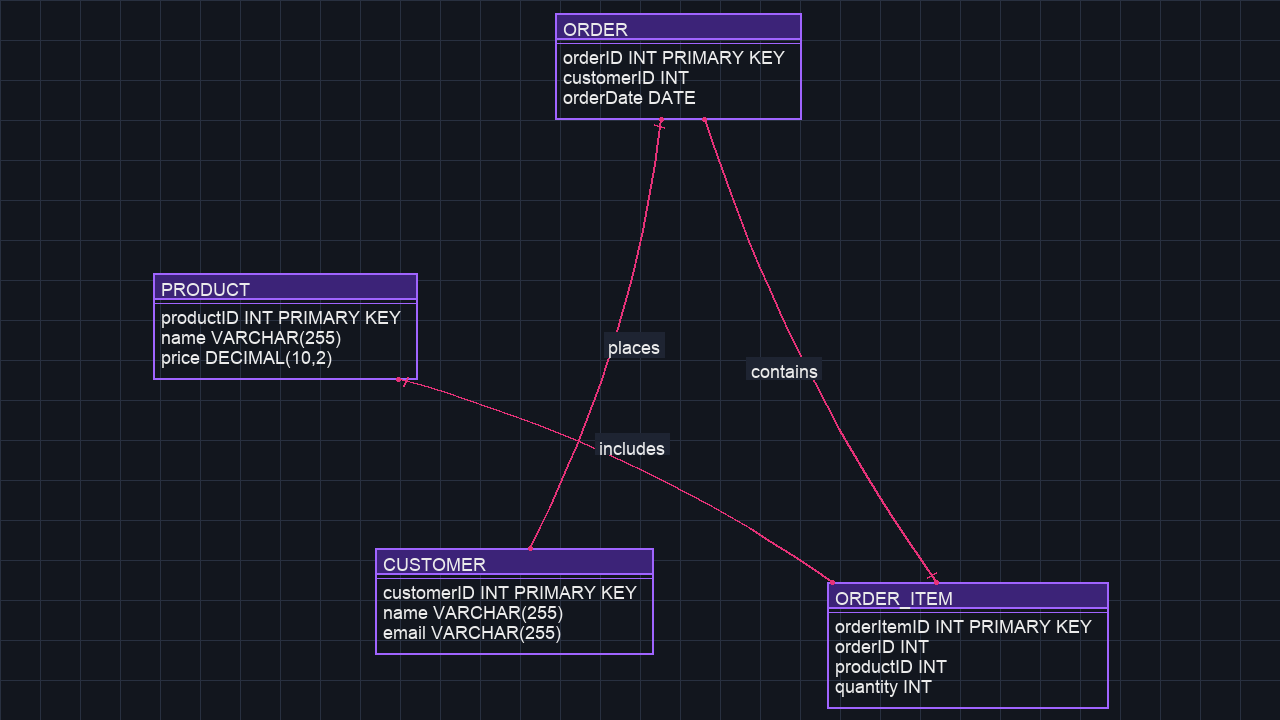 ORDER
orderID INT PRIMARY KEY
customerID INT
orderDate DATE
PRODUCT
productID INT PRIMARY KEY
name VARCHAR(255)
price DECIMAL(10,2)
places
contains
includes
CUSTOMER
customerID INT PRIMARY KEY
name VARCHAR(255)
email VARCHAR(255)
ORDER_ITEM
orderItemID INT PRIMARY KEY
orderID INT
productID INT
quantity INT